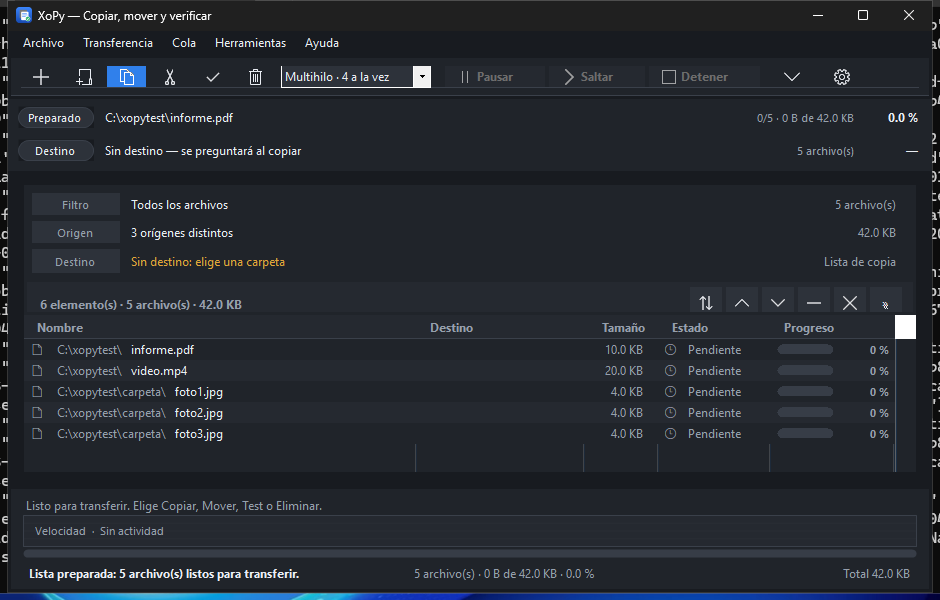 XoPy — Copiar, mover y verificar
Archivo Transferencia Cola Herramientas Ayuda
Multihilo · 4 a la vez Pausar Saltar Detener
Preparado C:\xopytest\informe.pdf 0/5 · 0 B de 42.0 KB 0.0 %
Destino Sin destino — se preguntará al copiar 5 archivo(s) —
Filtro Todos los archivos 5 archivo(s)
Origen 3 orígenes distintos 42.0 KB
Destino Sin destino: elige una carpeta Lista de copia
6 elemento(s) · 5 archivo(s) · 42.0 KB
Nombre Destino Tamaño Estado Progreso
C:\xopytest\ informe.pdf 10.0 KB Pendiente 0 %
C:\xopytest\ video.mp4 20.0 KB Pendiente 0 %
C:\xopytest\carpeta\ foto1.jpg 4.0 KB Pendiente 0 %
C:\xopytest\carpeta\ foto2.jpg 4.0 KB Pendiente 0 %
C:\xopytest\carpeta\ foto3.jpg 4.0 KB Pendiente 0 %
Listo para transferir. Elige Copiar, Mover, Test o Eliminar.
Velocidad · Sin actividad
Lista preparada: 5 archivo(s) listos para transferir. 5 archivo(s) · 0 B de 42.0 KB · 0.0 % Total 42.0 KB